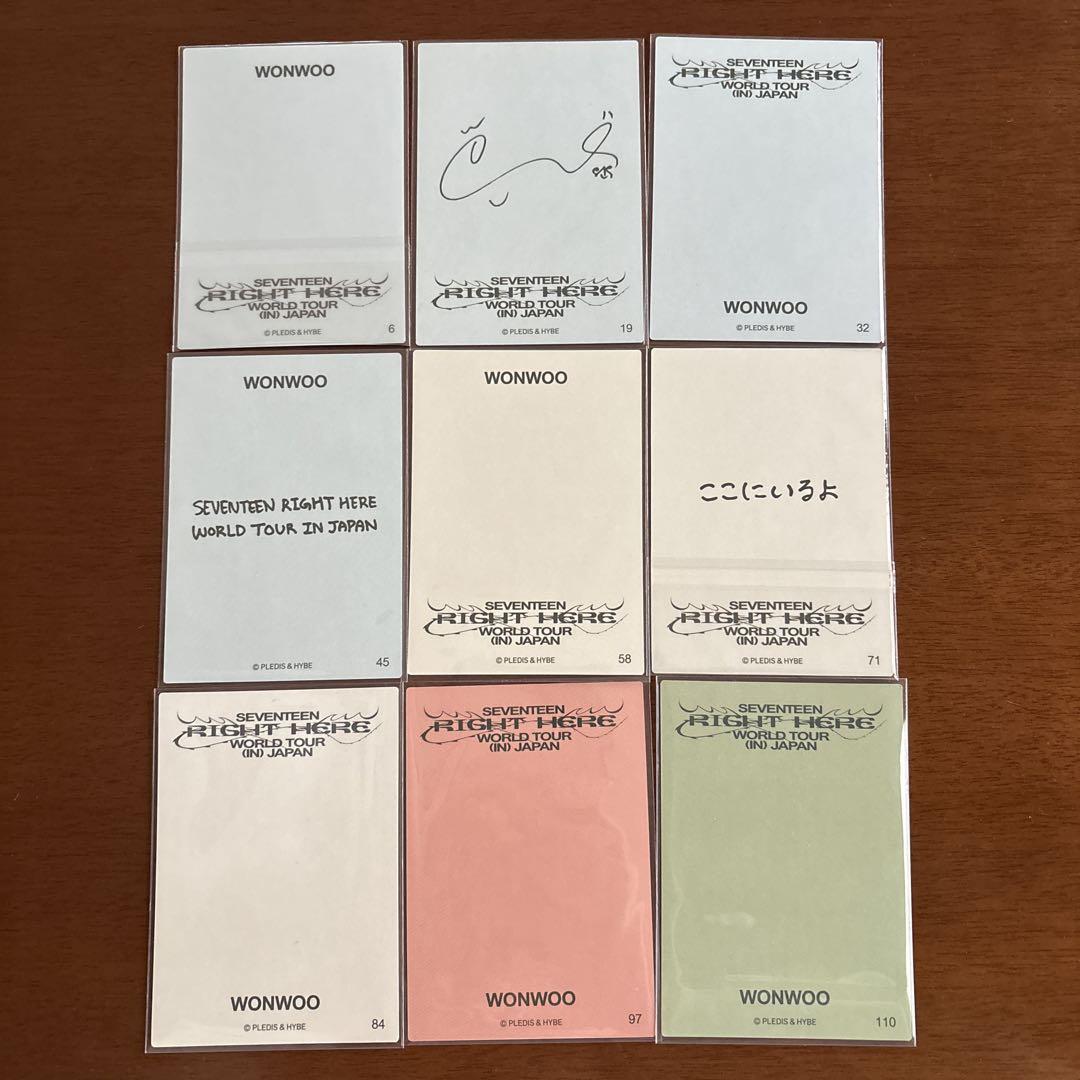 WONWOO
SEVENTEEN
RIGHT HERE
WORLD TOUR
(IN) JAPAN
© PLEDIS & HYBE
6
SEVENTEEN
RIGHT HERE
WORLD TOUR
(IN) JAPAN
© PLEDIS & HYBE
19
SEVENTEEN
RIGHT HERE
WORLD TOUR
(IN) JAPAN
WONWOO
© PLEDIS & HYBE
32
WONWOO
SEVENTEEN RIGHT HERE
WORLD TOUR IN JAPAN
© PLEDIS & HYBE
45
WONWOO
SEVENTEEN
RIGHT HERE
WORLD TOUR
(IN) JAPAN
© PLEDIS & HYBE
58
ここにいるよ
SEVENTEEN
RIGHT HERE
WORLD TOUR
(IN) JAPAN
© PLEDIS & HYBE
71
SEVENTEEN
RIGHT HERE
WORLD TOUR
(IN) JAPAN
WONWOO
© PLEDIS & HYBE
84
SEVENTEEN
RIGHT HERE
WORLD TOUR
(IN) JAPAN
WONWOO
© PLEDIS & HYBE
97
SEVENTEEN
RIGHT HERE
WORLD TOUR
(IN) JAPAN
WONWOO
© PLEDIS & HYBE
110